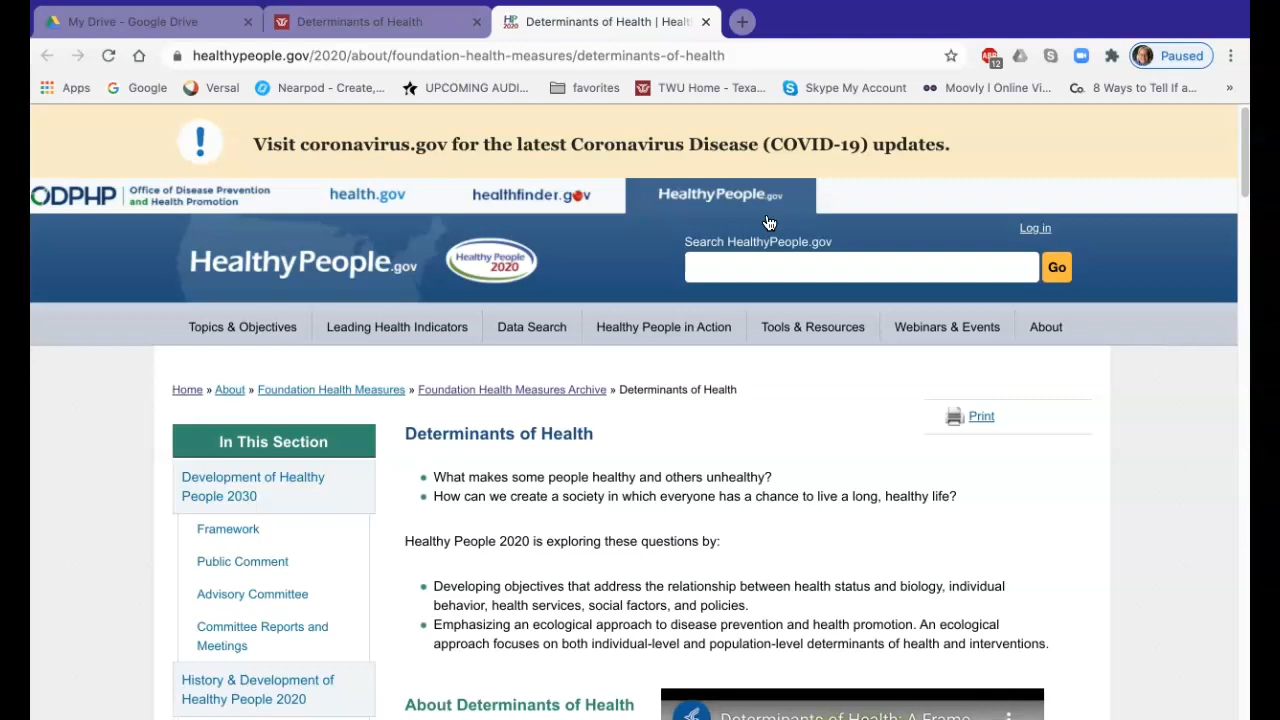 My Drive - Google Drive
Determinants of Health
HP 2020
Determinants of Health | Healt
healthypeople.gov/2020/about/foundation-health-measures/determinants-of-health
ABP
12
Paused
Apps
Google
Versal
Nearpod - Create,...
UPCOMING AUDI...
favorites
TWU Home - Texa...
Skype My Account
Moovly I Online Vi...
Co. 8 Ways to Tell If a...
»
Visit coronavirus.gov for the latest Coronavirus Disease (COVID-19) updates.
ODPHP
Office of Disease Prevention
and Health Promotion
health.gov
healthfinder.gov
HealthyPeople.gov
Log in
Search HealthyPeople.gov
HealthyPeople.gov
Healthy People
2020
Go
Topics & Objectives
Leading Health Indicators
Data Search
Healthy People in Action
Tools & Resources
Webinars & Events
About
Home » About » Foundation Health Measures » Foundation Health Measures Archive » Determinants of Health
Print
In This Section
Development of Healthy
People 2030
Framework
Public Comment
Advisory Committee
Committee Reports and
Meetings
History & Development of
Healthy People 2020
Determinants of Health
• What makes some people healthy and others unhealthy?
• How can we create a society in which everyone has a chance to live a long, healthy life?
Healthy People 2020 is exploring these questions by:
• Developing objectives that address the relationship between health status and biology, individual
behavior, health services, social factors, and policies.
• Emphasizing an ecological approach to disease prevention and health promotion. An ecological
approach focuses on both individual-level and population-level determinants of health and interventions.
About Determinants of Health
Determinants of Health: A Frame